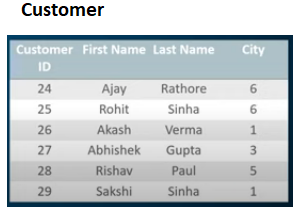 Customer
Customer ID First Name Last Name City
24 Ajay Rathore 6
25 Rohit Sinha 6
26 Akash Verma 1
27 Abhishek Gupta 3
28 Rishav Paul 5
29 Sakshi Sinha 1